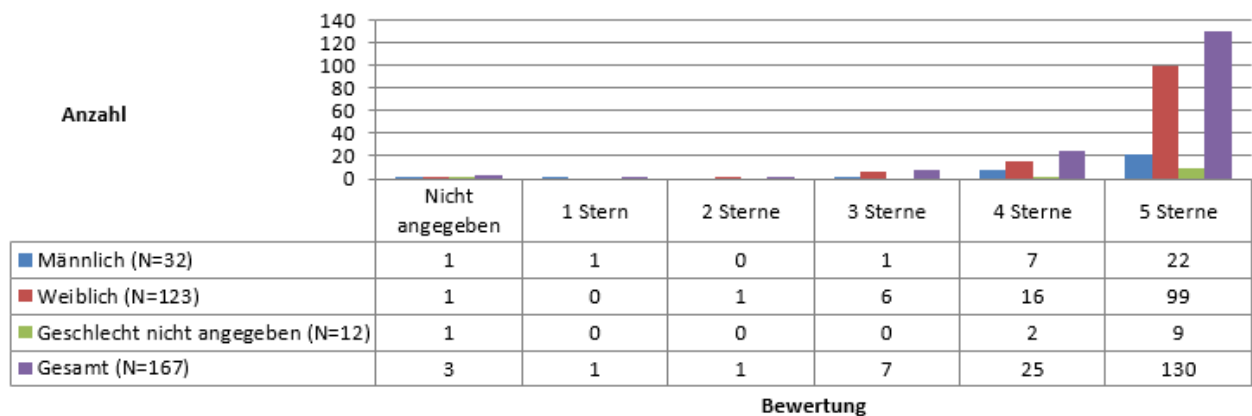 140
120
100
80
60
40
20
0
Anzahl
Nicht angegeben 1 Stern 2 Sterne 3 Sterne 4 Sterne 5 Sterne
Männlich (N=32) 1 1 0 1 7 22
Weiblich (N=123) 1 0 1 6 16 99
Geschlecht nicht angegeben (N=12) 1 0 0 0 2 9
Gesamt (N=167) 3 1 1 7 25 130
Bewertung